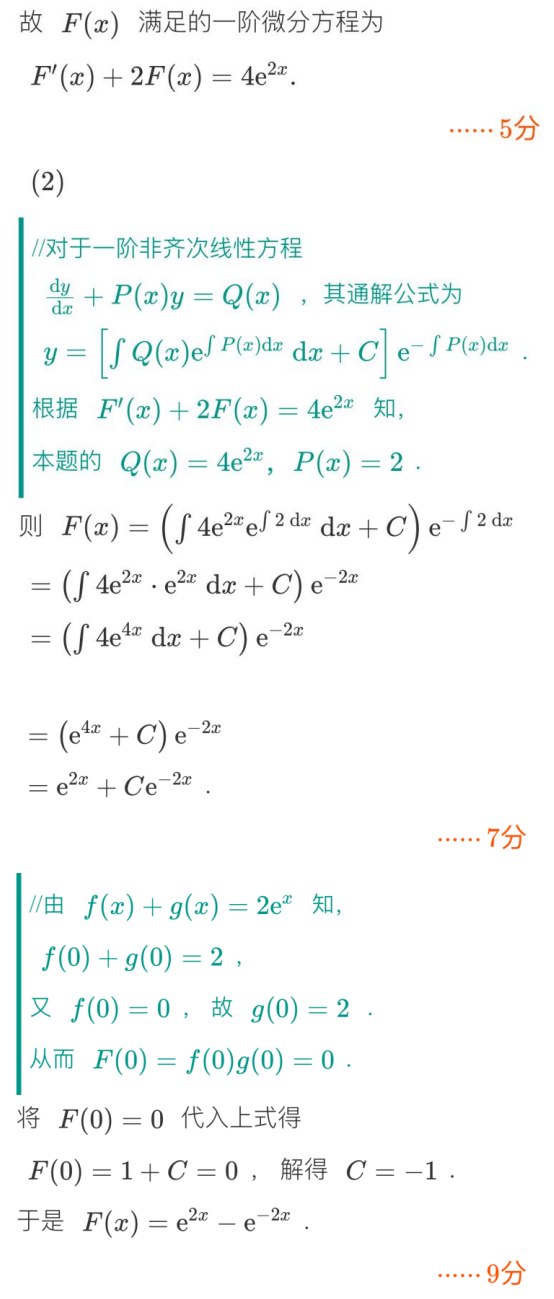 故 F(x) 满足的一阶微分方程为
F′(x) + 2F(x) = 4e^{2x}.
······ 5分
(2)
//对于一阶非齐次线性方程
\frac{dy}{dx} + P(x)y = Q(x) ，其通解公式为
y = [∫ Q(x)e^{∫ P(x)dx} dx + C] e^{−∫ P(x)dx} .
根据 F′(x) + 2F(x) = 4e^{2x} 知，
本题的 Q(x) = 4e^{2x}，P(x) = 2 .
则 F(x) = (∫ 4e^{2x}e^{∫ 2 dx} dx + C) e^{−∫ 2 dx}
= (∫ 4e^{2x} · e^{2x} dx + C) e^{−2x}
= (∫ 4e^{4x} dx + C) e^{−2x}
= (e^{4x} + C) e^{−2x}
= e^{2x} + Ce^{−2x} .
······ 7分
//由 f(x) + g(x) = 2e^{x} 知，
f(0) + g(0) = 2 ，
又 f(0) = 0 ，故 g(0) = 2 .
从而 F(0) = f(0)g(0) = 0 .
将 F(0) = 0 代入上式得
F(0) = 1 + C = 0 ，解得 C = −1 .
于是 F(x) = e^{2x} − e^{−2x} .
······ 9分